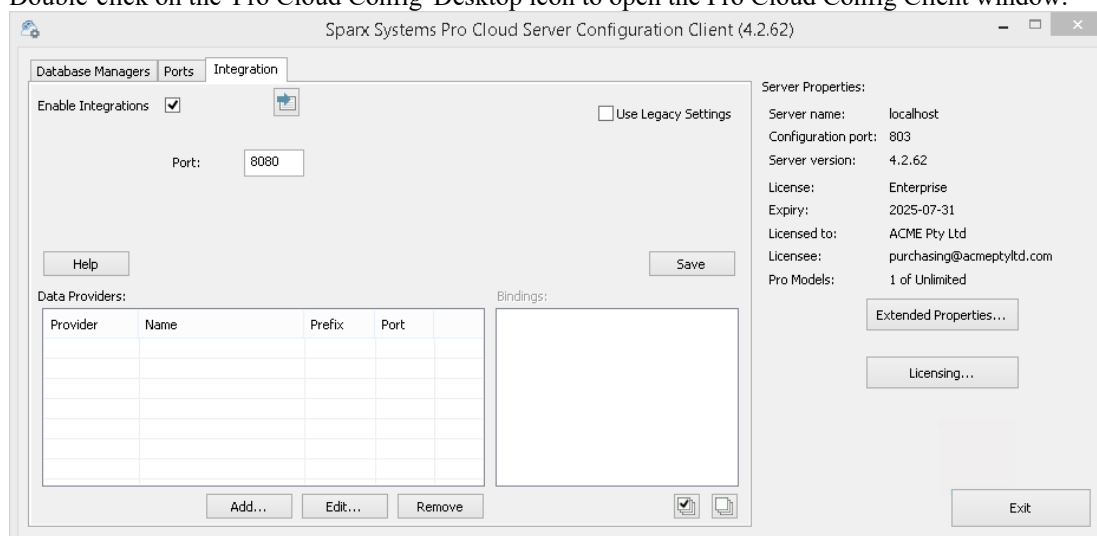 Double-click on the 'Pro Cloud Config' Desktop icon to open the Pro Cloud Config Client window.
Sparx Systems Pro Cloud Server Configuration Client (4.2.62)
Database Managers Ports Integration
Enable Integrations
Use Legacy Settings
Port: 8080
Help Save
Data Providers: Bindings:
Provider Name Prefix Port
Add... Edit... Remove
Server Properties:
Server name: localhost
Configuration port: 803
Server version: 4.2.62
License: Enterprise
Expiry: 2025-07-31
Licensed to: ACME Pty Ltd
Licensee: purchasing@acmeptyltd.com
Pro Models: 1 of Unlimited
Extended Properties...
Licensing...
Exit